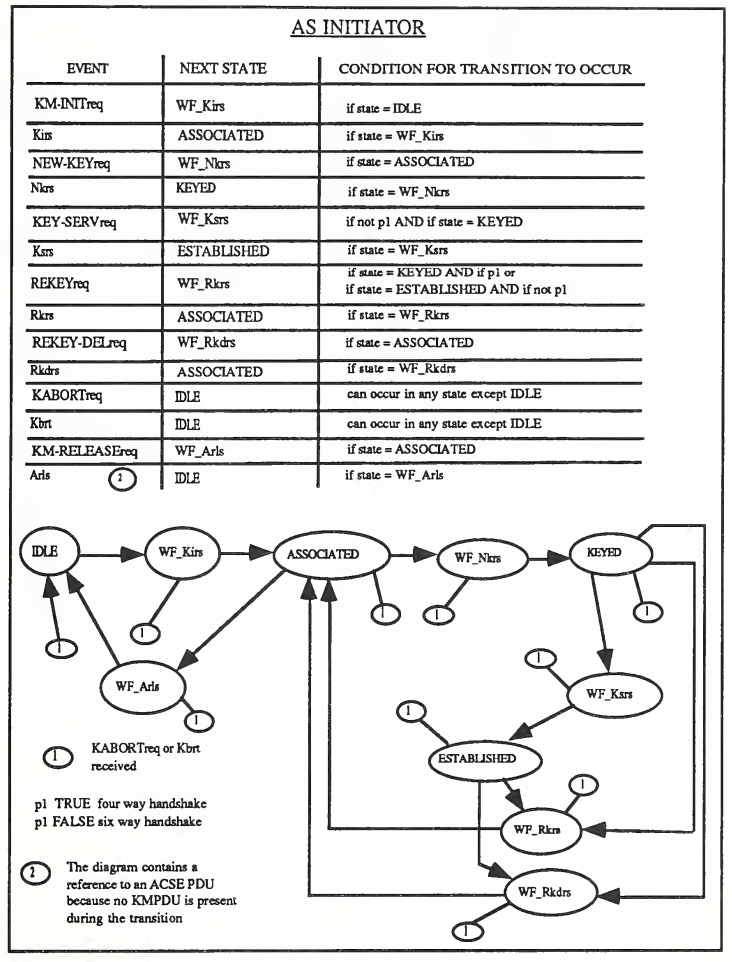 AS INITIATOR
EVENT NEXT STATE CONDITION FOR TRANSITION TO OCCUR
KM-INITreq WF_Kirs if state = IDLE
Kirs ASSOCIATED if state = WF_Kirs
NEW-KEYreq WF_Nkrs if state = ASSOCIATED
Nkrs KEYED if state = WF_Nkrs
KEY-SERVreq WF_Ksrs if not p1 AND if state = KEYED
Ksrs ESTABLISHED if state = WF_Ksrs
REKEYreq WF_Rkrs if state = KEYED AND if p1 or
if state = ESTABLISHED AND if not p1
Rkrs ASSOCIATED if state = WF_Rkrs
REKEY-DELreq WF_Rkdrs if state = ASSOCIATED
Rkdrs ASSOCIATED if state = WF_Rkdrs
KABORTreq IDLE can occur in any state except IDLE
Kbrt IDLE can occur in any state except IDLE
KM-RELEASEreq WF_Arls if state = ASSOCIATED
Arls 2 IDLE if state = WF_Arls
IDLE WF_Kirs ASSOCIATED WF_Nkrs KEYED
1 1 1 1 1
WF_Arls 1 WF_Ksrs
1 1
1 KABORTreq or Kbrt
received
ESTABLISHED
1
p1 TRUE four way handshake
p1 FALSE six way handshake
WF_Rkrs
2 The diagram contains a
reference to an ACSE PDU
because no KMPDU is present
during the transition
WF_Rkdrs
1